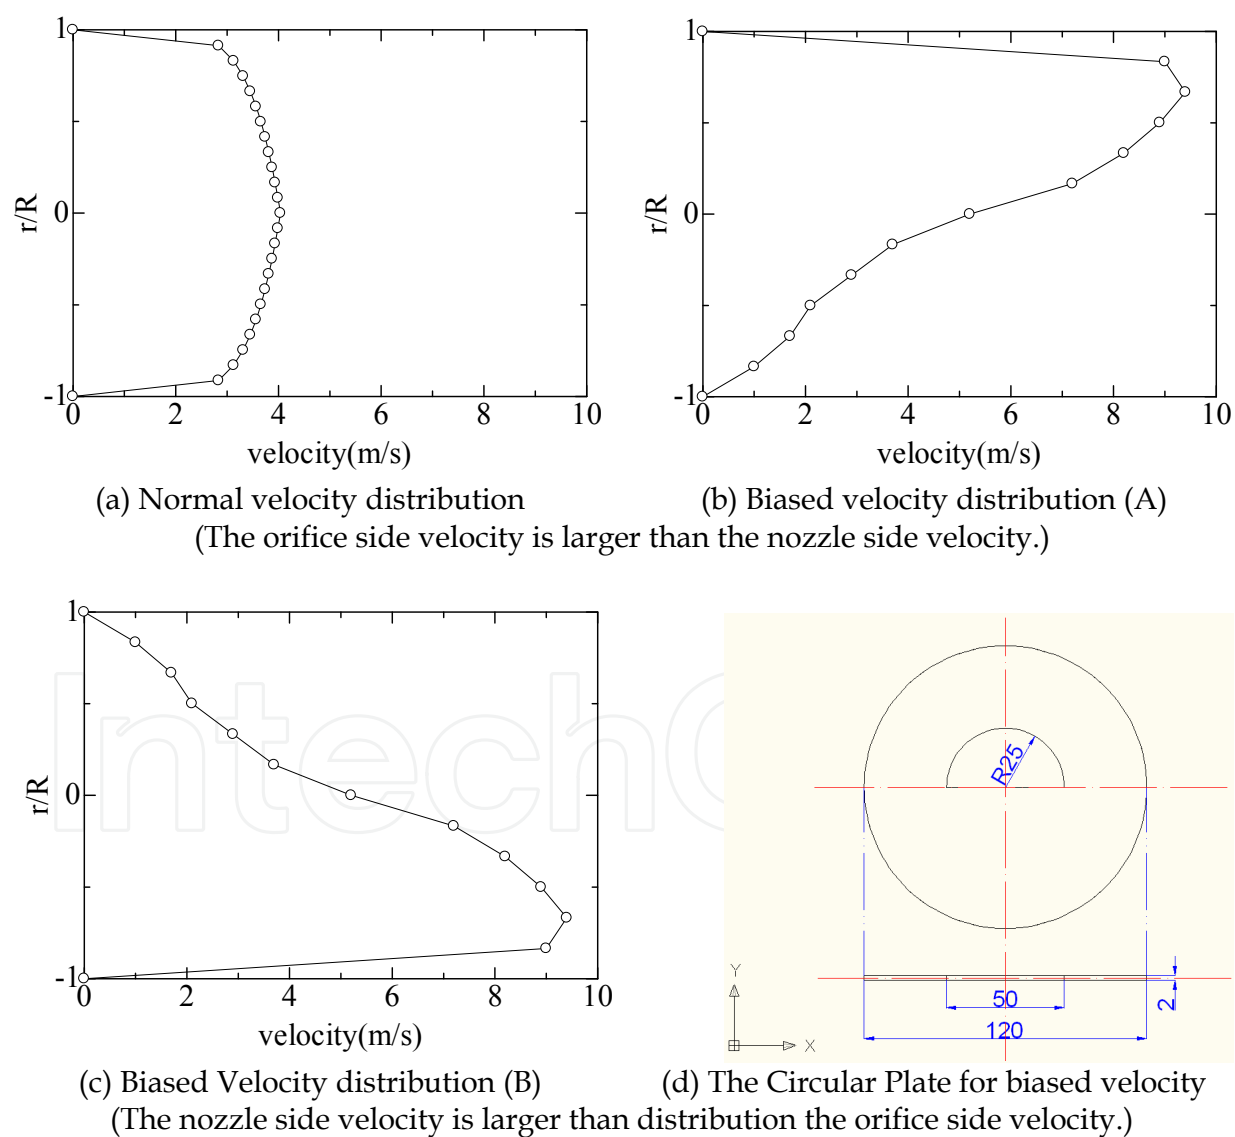 1
0
-1
r/R
0 2 4 6 8 10
velocity(m/s)
1
0
-1
r/R
0 2 4 6 8 10
velocity(m/s)
(a) Normal velocity distribution
(b) Biased velocity distribution (A)
(The orifice side velocity is larger than the nozzle side velocity.)
1
0
-1
r/R
0 2 4 6 8 10
velocity(m/s)
R25
50
120
2
Y
X
(c) Biased Velocity distribution (B)
(d) The Circular Plate for biased velocity
(The nozzle side velocity is larger than distribution the orifice side velocity.)